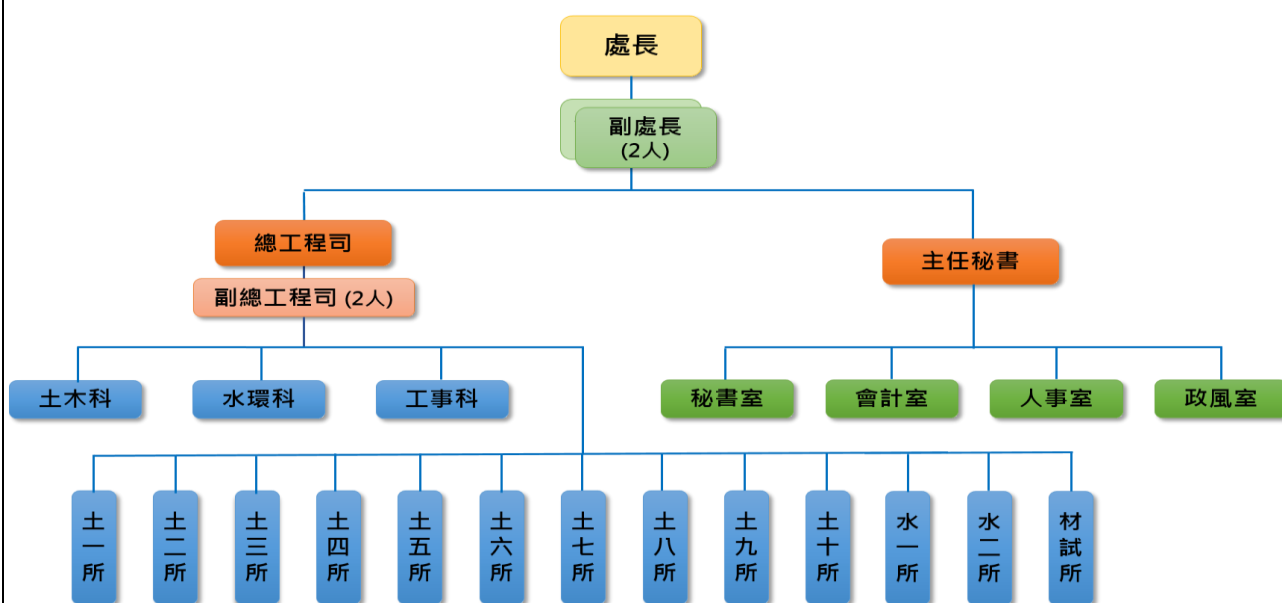 處長
副處長
(2人)
總工程司
主任秘書
副總工程司 (2人)
土木科
水環科
工事科
秘書室
會計室
人事室
政風室
土一所
土二所
土三所
土四所
土五所
土六所
土七所
土八所
土九所
土十所
水一所
水二所
材試所